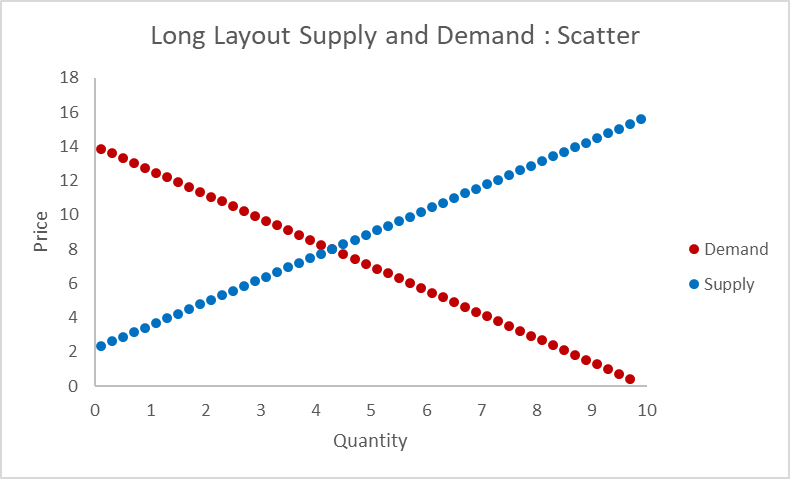 Long Layout Supply and Demand : Scatter
18
16
14
12
10
8
6
4
2
0
Price
0 1 2 3 4 5 6 7 8 9 10
Quantity
Demand
Supply